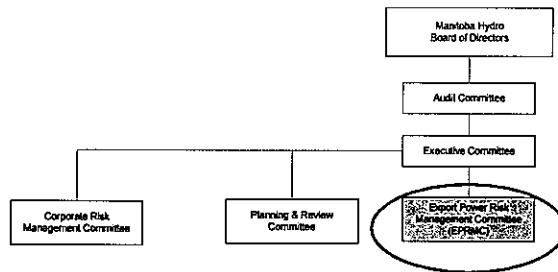 Manitoba Hydro
Board of Directors
Audit Committee
Executive Committee
Corporate Risk
Management Committee
Planning & Review
Committee
Export Power Risk
Management Committee
(EPRMC)